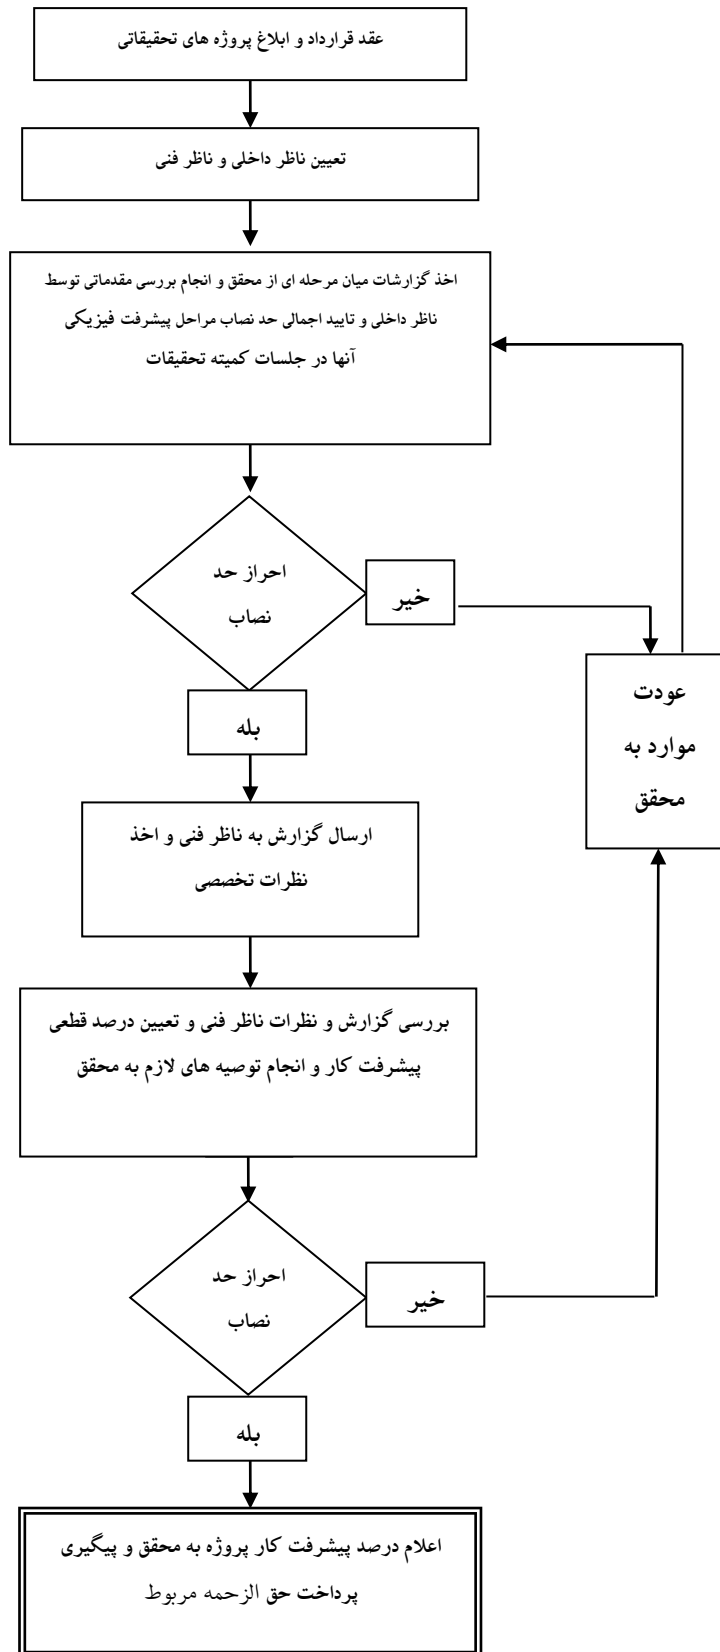 عقد قرارداد و ابلاغ پروژه های تحقیقاتی
تعیین ناظر داخلی و ناظر فنی
اخذ گزارشات میان مرحله ای از محقق و انجام بررسی مقدماتی توسط
ناظر داخلی و تایید اجمالی حد نصاب مراحل پیشرفت فیزیکی
آنها در جلسات کمیته تحقیقات
احراز حد
نصاب
خیر
بله
عودت
موارد به
محقق
ارسال گزارش به ناظر فنی و اخذ
نظرات تخصصی
بررسی گزارش و نظرات ناظر فنی و تعیین درصد قطعی
پیشرفت کار و انجام توصیه های لازم به محقق
احراز حد
نصاب
خیر
بله
اعلام درصد پیشرفت کار پروژه به محقق و پیگیری
پرداخت حق الزحمه مربوط